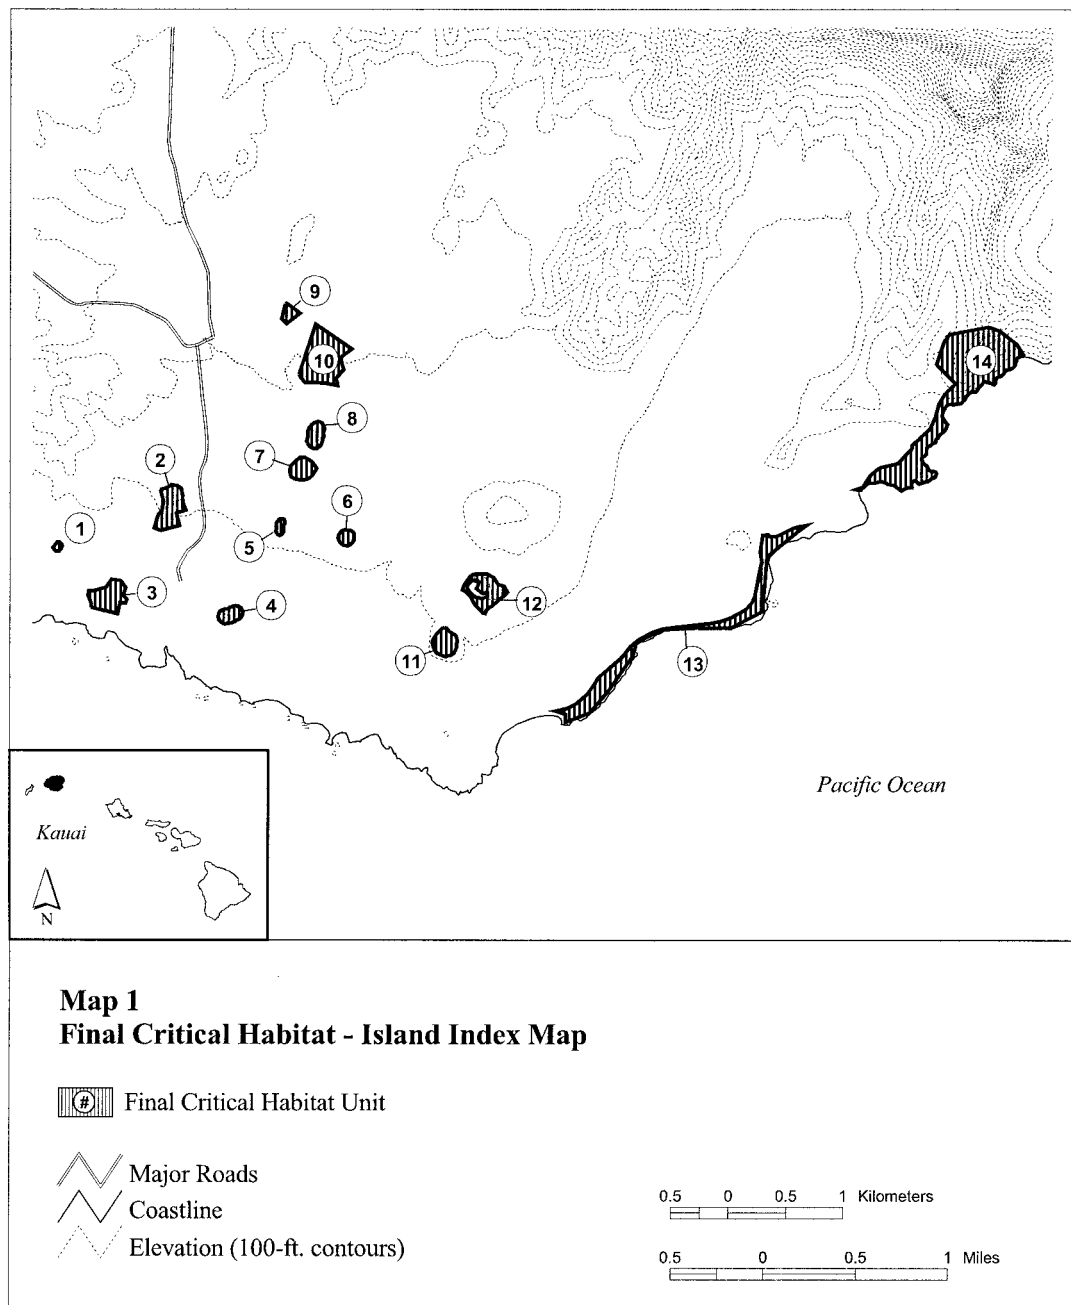 9
10
14
8
2
7
6
1
5
3
4
12
11
13
Pacific Ocean
Kauai
N
Map 1
Final Critical Habitat - Island Index Map
# Final Critical Habitat Unit
Major Roads
Coastline
Elevation (100-ft. contours)
0.5 0 0.5 1 Kilometers
0.5 0 0.5 1 Miles